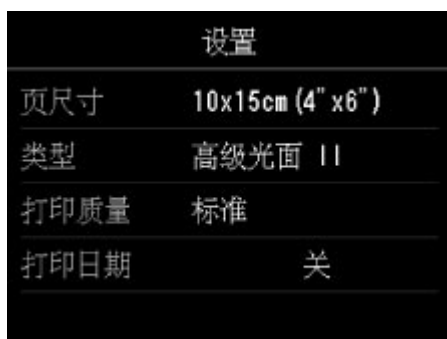 设置
页尺寸 10x15cm(4"x6")
类型 高级光面 II
打印质量 标准
打印日期 关